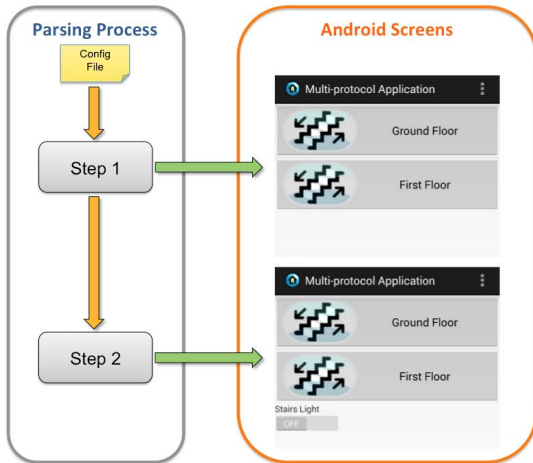 Parsing Process
Config
File
Step 1
Step 2
Android Screens
Multi-protocol Application
Ground Floor
First Floor
Multi-protocol Application
Ground Floor
First Floor
Stairs Light
OFF